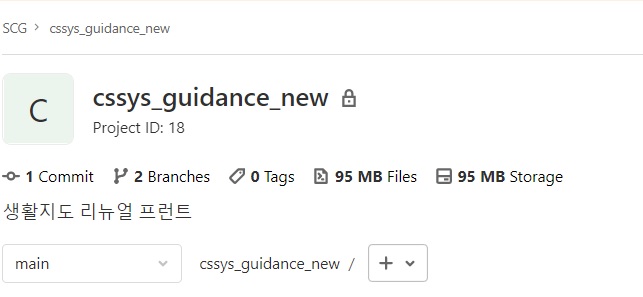 SCG > cssys_guidance_new
C
cssys_guidance_new
Project ID: 18
1 Commit 2 Branches 0 Tags 95 MB Files 95 MB Storage
생활지도 리뉴얼 프런트
main cssys_guidance_new / +